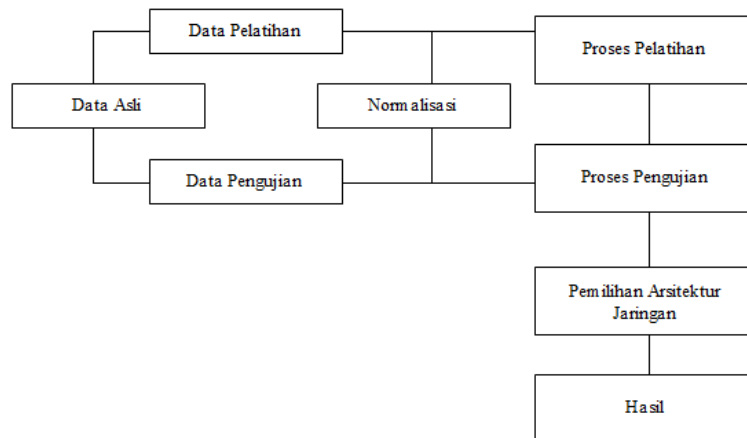 Data Pelatihan
Proses Pelatihan
Data Asli
Normalisasi
Data Pengujian
Proses Pengujian
Pemilihan Arsitektur
Jaringan
Hasil